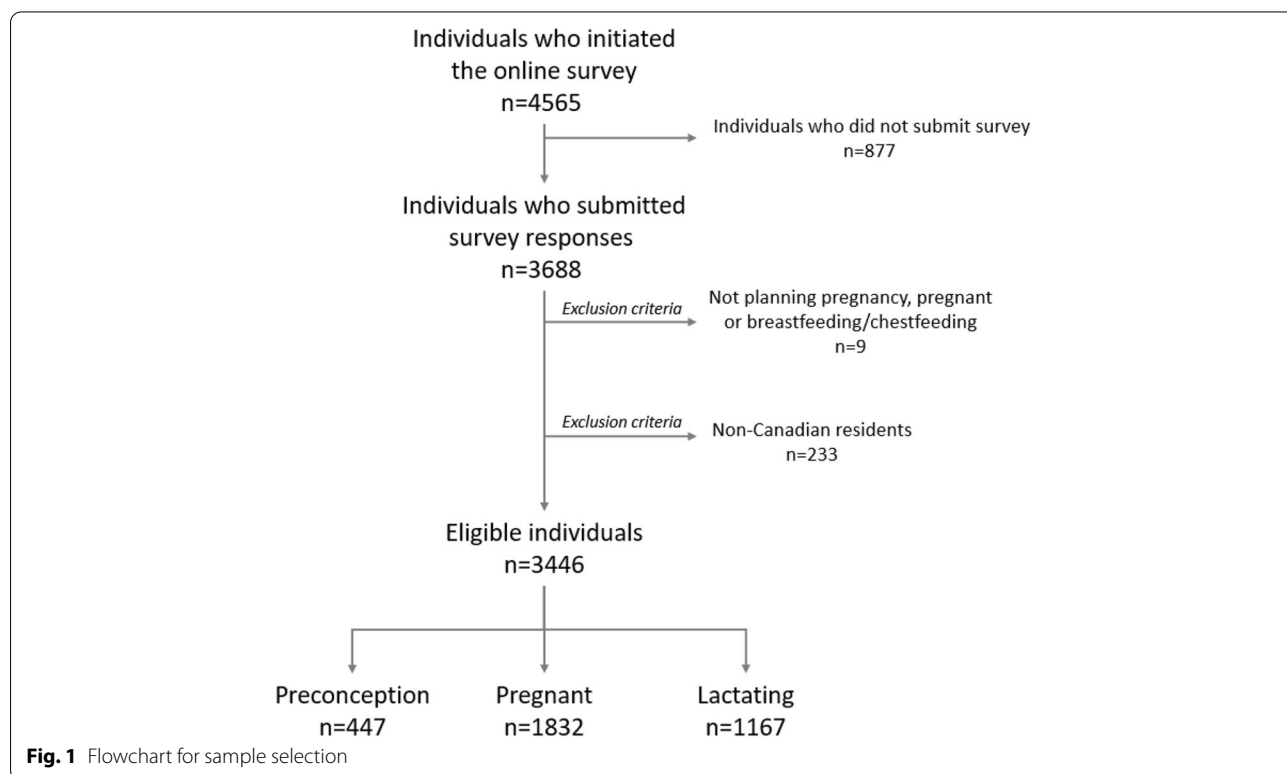 Individuals who initiated
the online survey
n=4565
Individuals who did not submit survey
n=877
Individuals who submitted
survey responses
n=3688
Exclusion criteria
Not planning pregnancy, pregnant
or breastfeeding/chestfeeding
n=9
Exclusion criteria
Non-Canadian residents
n=233
Eligible individuals
n=3446
Preconception
n=447
Pregnant
n=1832
Lactating
n=1167
Fig. 1 Flowchart for sample selection